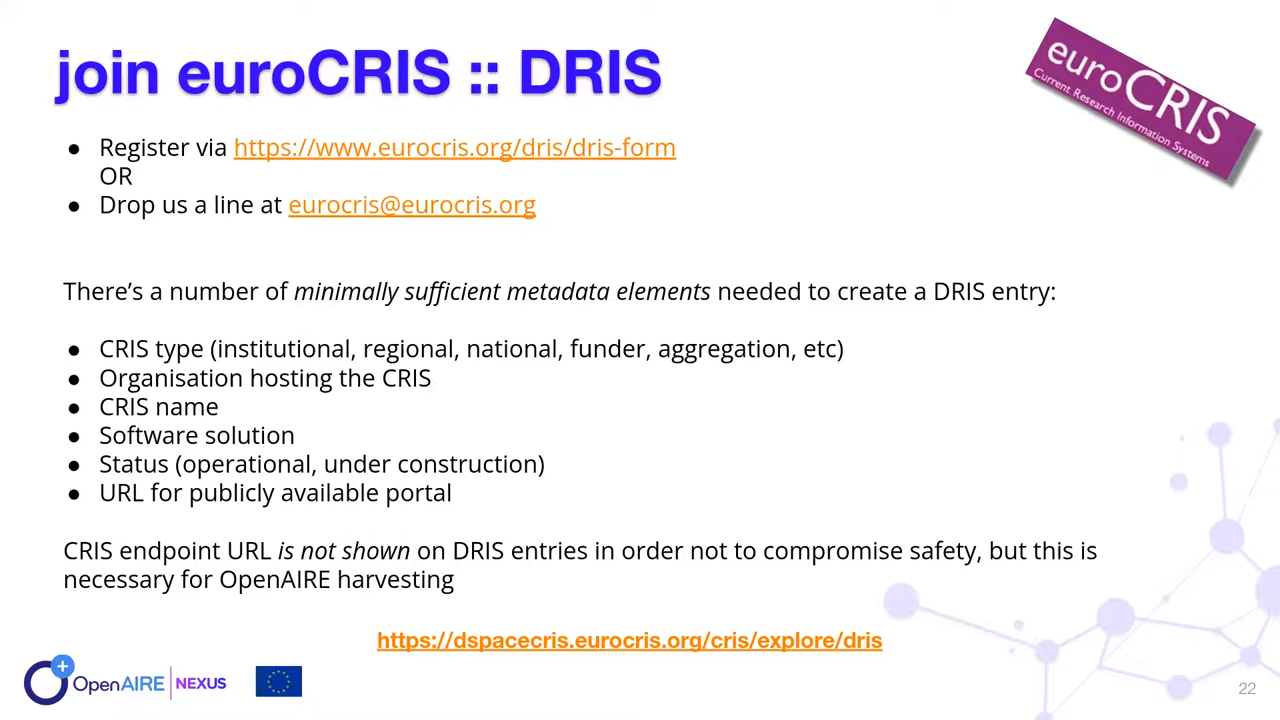 join euroCRIS :: DRIS
euroCRIS
Current Research Information Systems
● Register via https://www.eurocris.org/dris/dris-form
OR
● Drop us a line at eurocris@eurocris.org
There’s a number of minimally sufficient metadata elements needed to create a DRIS entry:
● CRIS type (institutional, regional, national, funder, aggregation, etc)
● Organisation hosting the CRIS
● CRIS name
● Software solution
● Status (operational, under construction)
● URL for publicly available portal
CRIS endpoint URL is not shown on DRIS entries in order not to compromise safety, but this is
necessary for OpenAIRE harvesting
https://dspacecris.eurocris.org/cris/explore/dris
OpenAIRE NEXUS
22